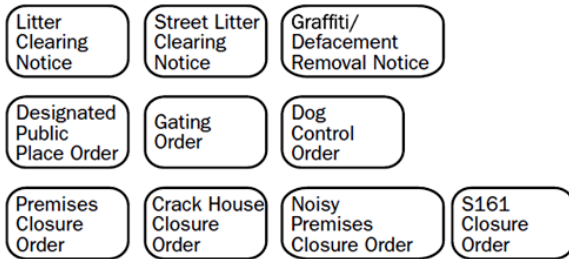 Litter
Clearing
Notice
Street Litter
Clearing
Notice
Graffiti/
Defacement
Removal Notice
Designated
Public
Place Order
Gating
Order
Dog
Control
Order
Premises
Closure
Order
Crack House
Closure
Order
Noisy
Premises
Closure Order
S161
Closure
Order